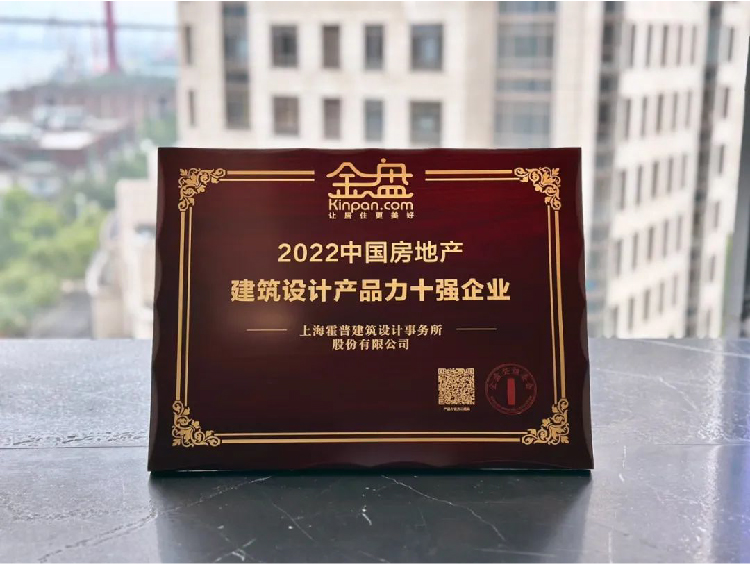 金盘
Kinpan.com
让居住更美好
2022中国房地产
建筑设计产品力十强企业
上海霍普建筑设计事务所
股份有限公司